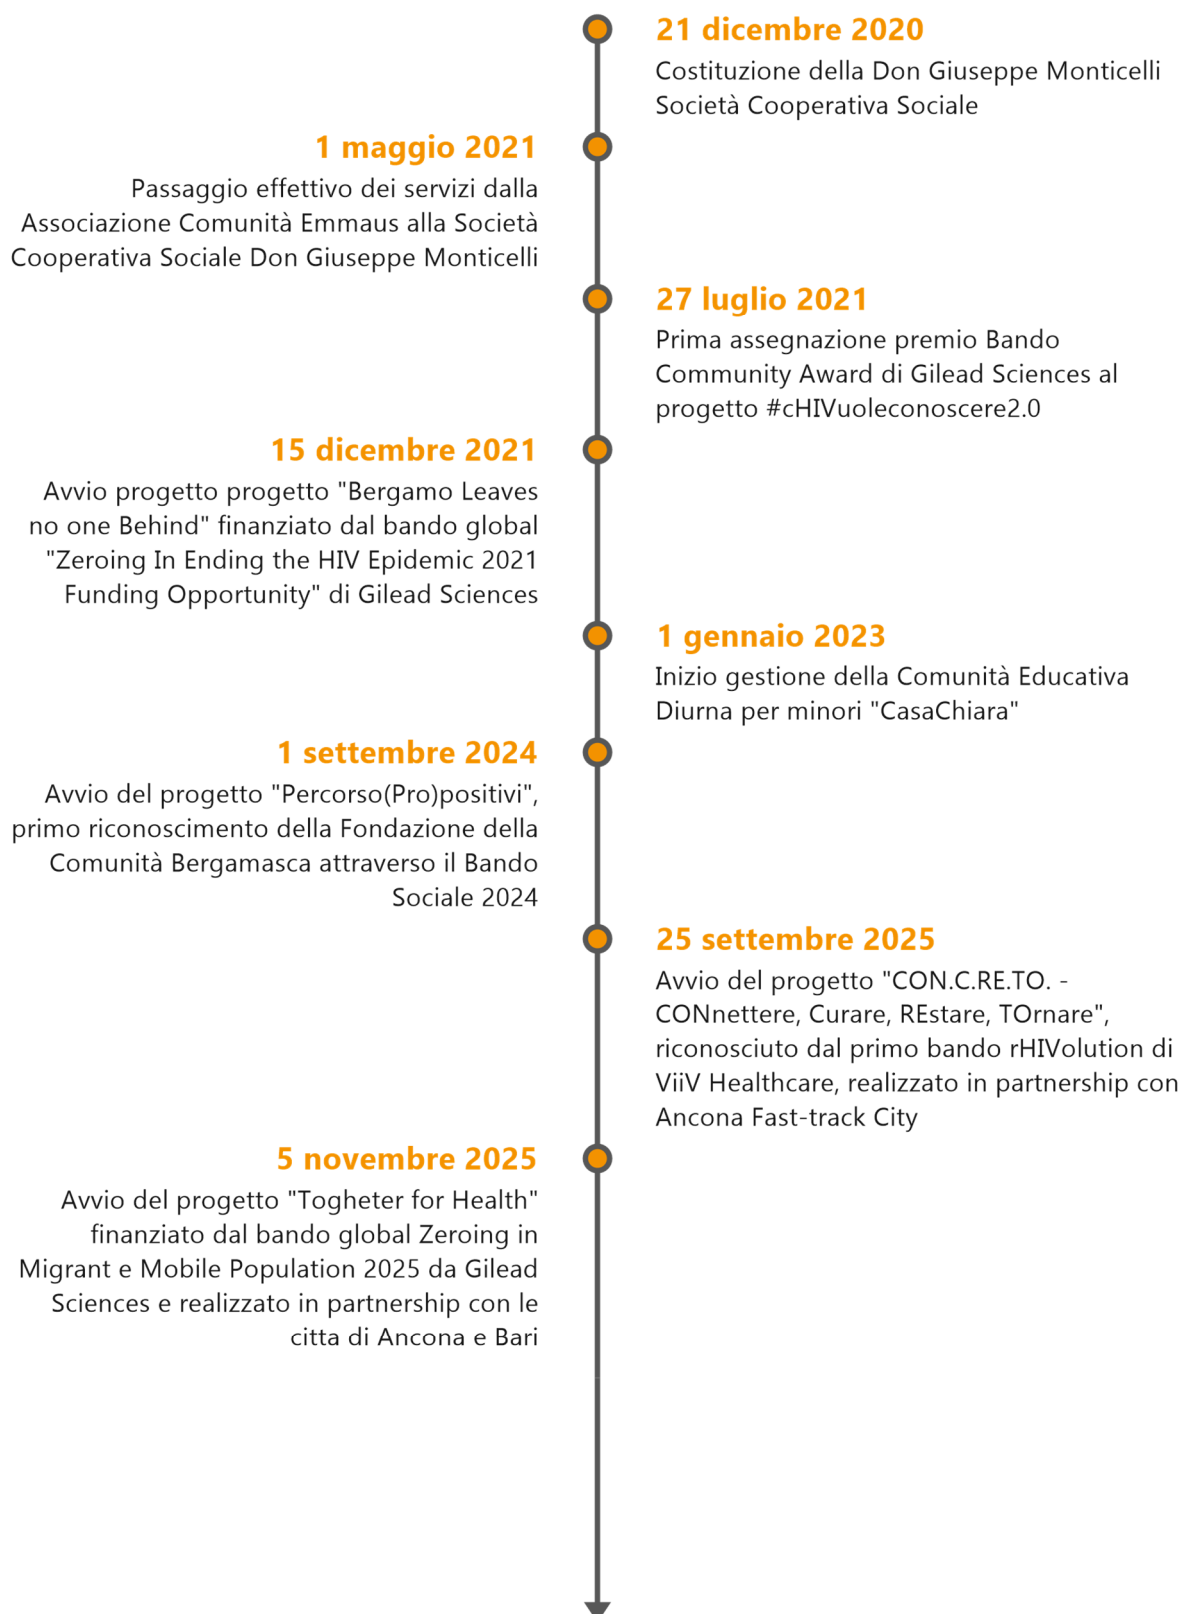 21 dicembre 2020
Costituzione della Don Giuseppe Monticelli
Società Cooperativa Sociale
1 maggio 2021
Passaggio effettivo dei servizi dalla
Associazione Comunità Emmaus alla Società
Cooperativa Sociale Don Giuseppe Monticelli
27 luglio 2021
Prima assegnazione premio Bando
Community Award di Gilead Sciences al
progetto #cHIVuoleconoscere2.0
15 dicembre 2021
Avvio progetto progetto "Bergamo Leaves
no one Behind" finanziato dal bando global
"Zeroing In Ending the HIV Epidemic 2021
Funding Opportunity" di Gilead Sciences
1 gennaio 2023
Inizio gestione della Comunità Educativa
Diurna per minori "CasaChiara"
1 settembre 2024
Avvio del progetto "Percorso(Pro)positivi",
primo riconoscimento della Fondazione della
Comunità Bergamasca attraverso il Bando
Sociale 2024
25 settembre 2025
Avvio del progetto "CON.C.RE.TO. -
CONnettere, Curare, REstare, TOrnare",
riconosciuto dal primo bando rHIVolution di
ViiV Healthcare, realizzato in partnership con
Ancona Fast-track City
5 novembre 2025
Avvio del progetto "Togheter for Health"
finanziato dal bando global Zeroing in
Migrant e Mobile Population 2025 da Gilead
Sciences e realizzato in partnership con le
citta di Ancona e Bari